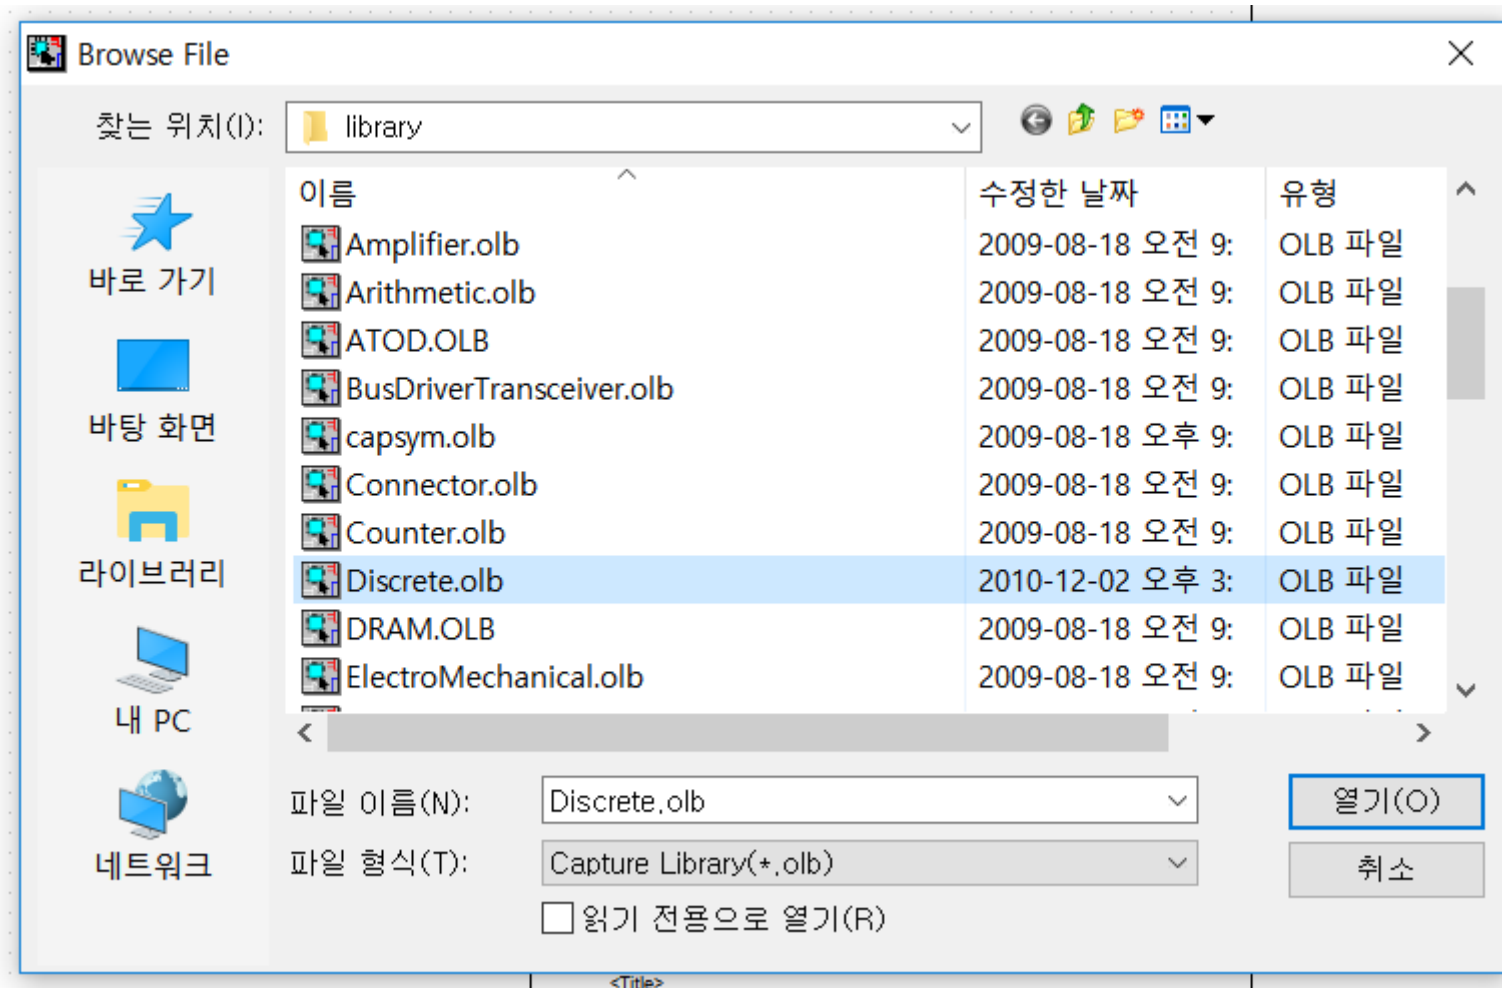 Browse File
찾는 위치(I): library
이름 수정한 날짜 유형
Amplifier.olb 2009-08-18 오전 9: OLB 파일
Arithmetic.olb 2009-08-18 오전 9: OLB 파일
ATOD.OLB 2009-08-18 오전 9: OLB 파일
BusDriverTransceiver.olb 2009-08-18 오전 9: OLB 파일
capsym.olb 2009-08-18 오후 9: OLB 파일
Connector.olb 2009-08-18 오전 9: OLB 파일
Counter.olb 2009-08-18 오전 9: OLB 파일
Discrete.olb 2010-12-02 오후 3: OLB 파일
DRAM.OLB 2009-08-18 오전 9: OLB 파일
ElectroMechanical.olb 2009-08-18 오전 9: OLB 파일
바로 가기
바탕 화면
라이브러리
내 PC
네트워크
파일 이름(N): Discrete.olb 열기(O)
파일 형식(T): Capture Library(*.olb) 취소
읽기 전용으로 열기(R)
<Title>